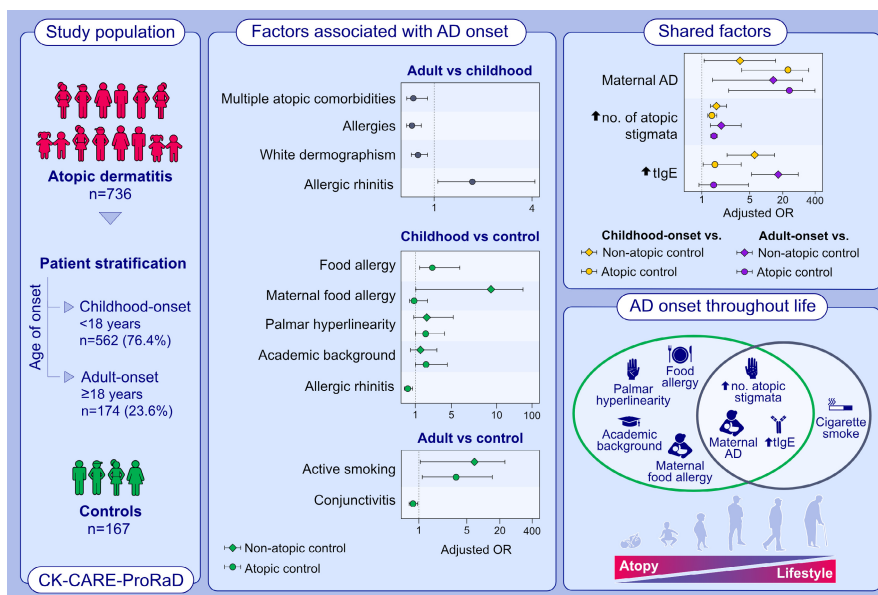 Study population
Atopic dermatitis
n=736
Patient stratification
Age of onset
Childhood-onset
<18 years
n=562 (76.4%)
Adult-onset
≥18 years
n=174 (23.6%)
Controls
n=167
CK-CARE-ProRaD
Factors associated with AD onset
Adult vs childhood
Multiple atopic comorbidities
Allergies
White dermographism
Allergic rhinitis
1 4
Childhood vs control
Food allergy
Maternal food allergy
Palmar hyperlinearity
Academic background
Allergic rhinitis
1 5 10 100
Adult vs control
Active smoking
Conjunctivitis
1 5 20 400
Adjusted OR
Non-atopic control
Atopic control
Shared factors
Maternal AD
⬆no. of atopic
stigmata
⬆tIgE
1 5 20 400
Adjusted OR
Childhood-onset vs.
Non-atopic control
Atopic control
Adult-onset vs.
Non-atopic control
Atopic control
AD onset throughout life
Palmar
hyperlinearity
Food
allergy
Academic
background
Maternal
food allergy
⬆no. atopic
stigmata
Maternal
AD
⬆tIgE
Cigarette
smoke
Atopy
Lifestyle